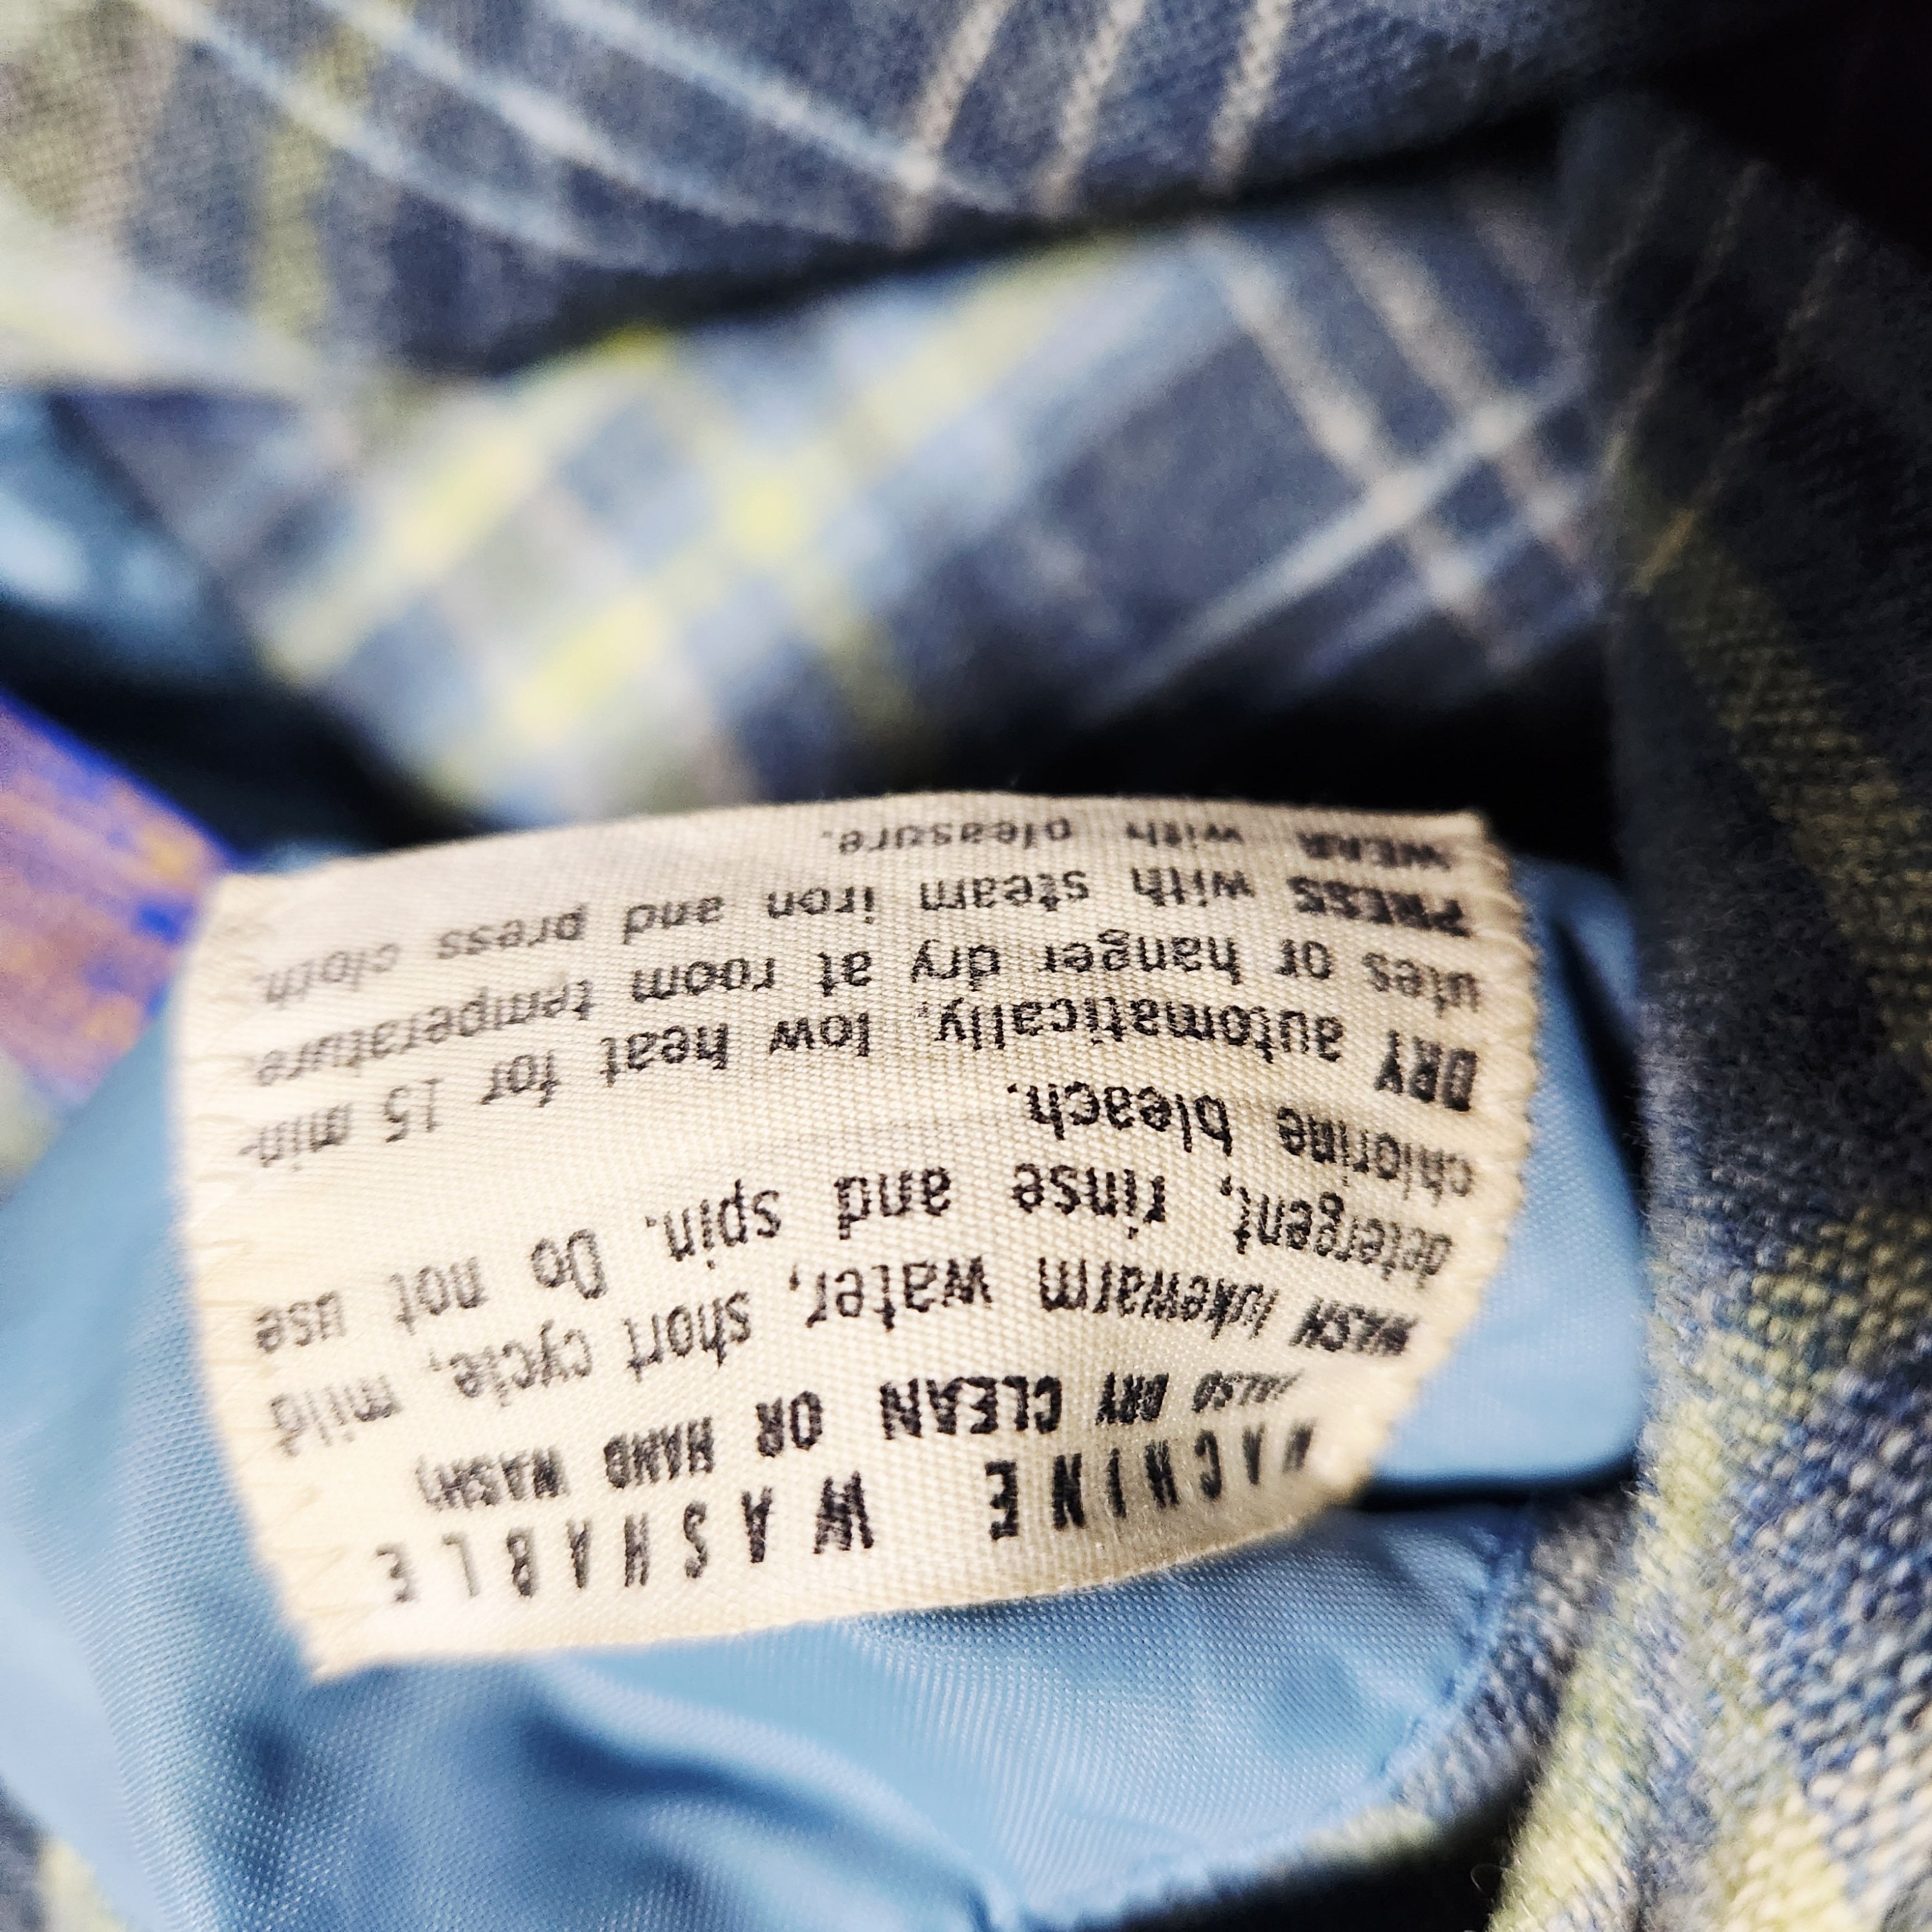 MACHINE WASHABLE
(ALSO DRY CLEAN OR HAND WASH)
WASH lukewarm water, short cycle, mild
detergent, rinse and spin. Do not use
chlorine bleach.
DRY automatically, low heat for 15 min-
utes or hanger dry at room temperature.
PRESS with steam iron and press cloth.
WEAR with pleasure.